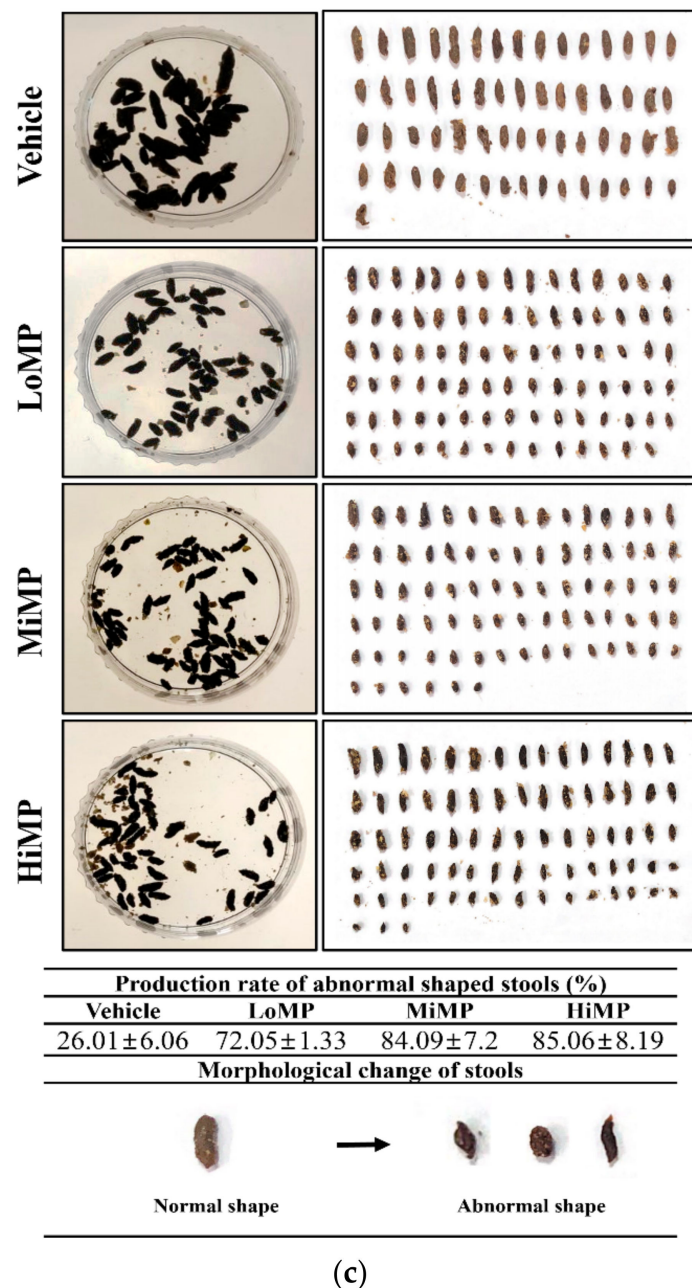 Vehicle
LoMP
MiMP
HiMP
Production rate of abnormal shaped stools (%)
Vehicle LoMP MiMP HiMP
26.01±6.06 72.05±1.33 84.09±7.2 85.06±8.19
Morphological change of stools
Normal shape Abnormal shape
(c)